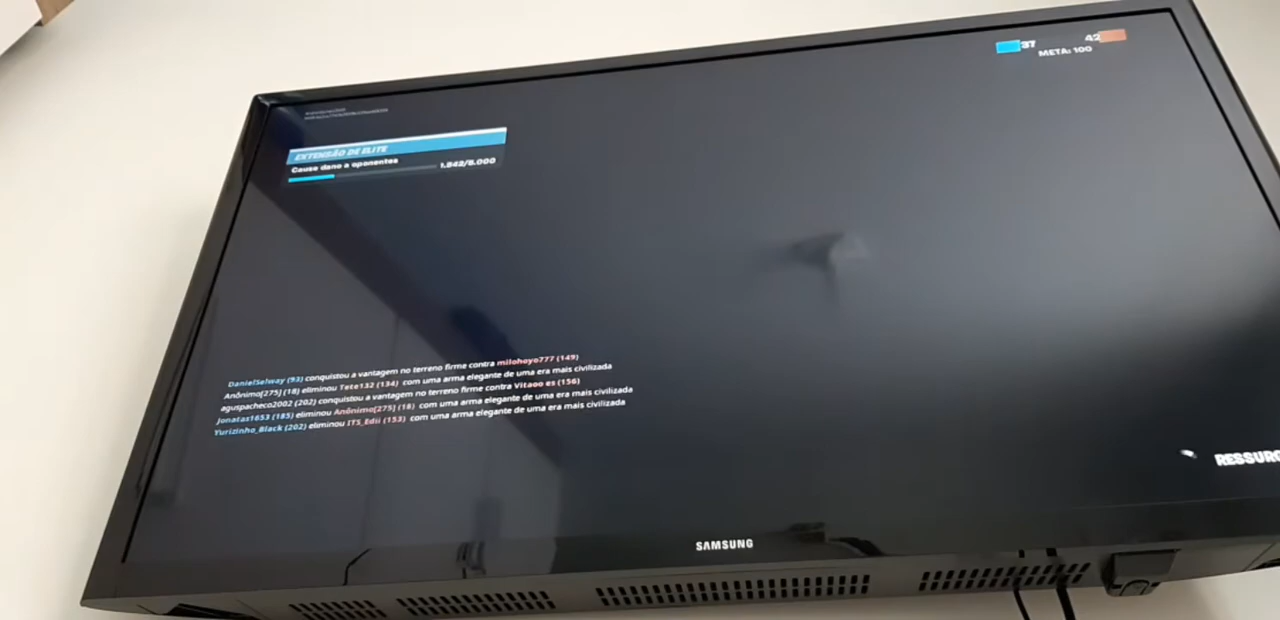 37 42
META: 100
EXTENSÃO DE ELITE
Cause dano a oponentes 1.842/5.000
DanielSelway (93) conquistou a vantagem no terreno firme contra milohoyo777 (149)
Anônimo[275] (18) eliminou Tete132 (134) com uma arma elegante de uma era mais civilizada
aguspacheco2002 (202) conquistou a vantagem no terreno firme contra Vitaoo es (156)
Jonatas1653 (185) eliminou Anônimo[275] (18) com uma arma elegante de uma era mais civilizada
Yurizinho_Black (202) eliminou ITS_Edii (153) com uma arma elegante de uma era mais civilizada
RESSURG
SAMSUNG